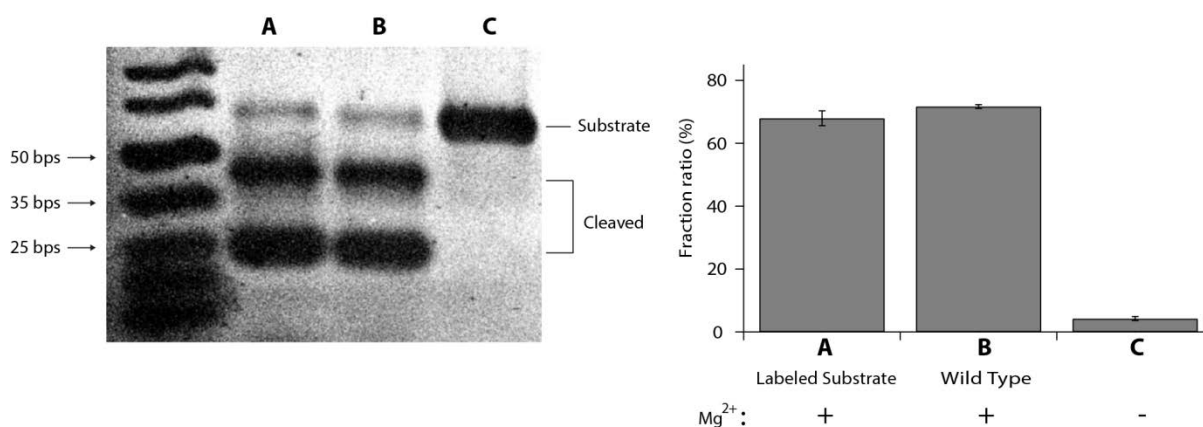 A B C
50 bps
35 bps
25 bps
Substrate
Cleaved
Fraction ratio (%)
80
60
40
20
0
A B C
Labeled Substrate Wild Type
Mg²⁺: + + -